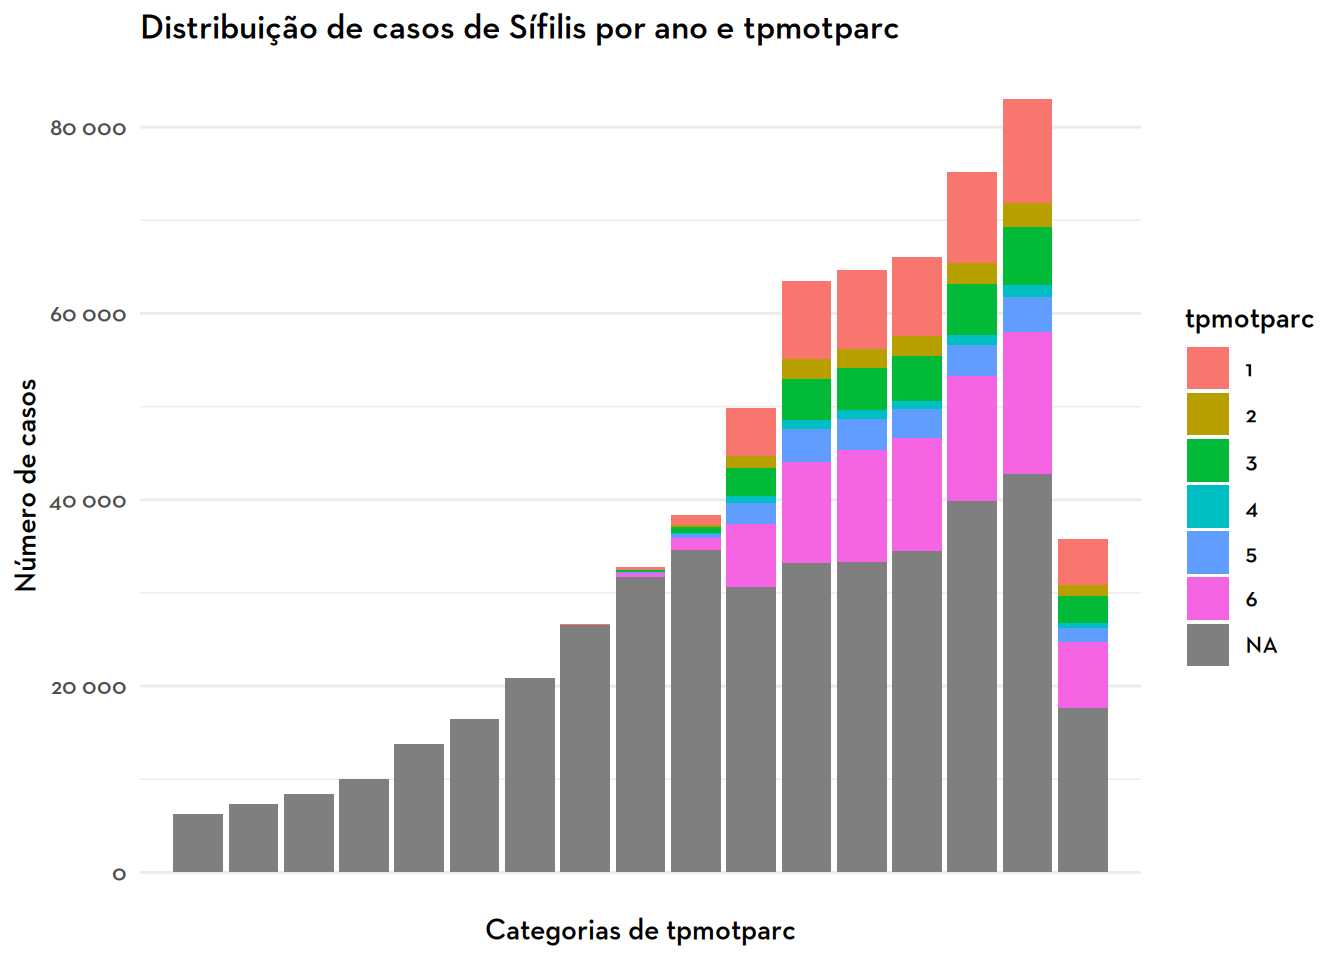 Distribuição de casos de Sífilis por ano e tpmotparc
80 000
60 000
40 000
20 000
0
Número de casos
Categorias de tpmotparc
tpmotparc
1
2
3
4
5
6
NA